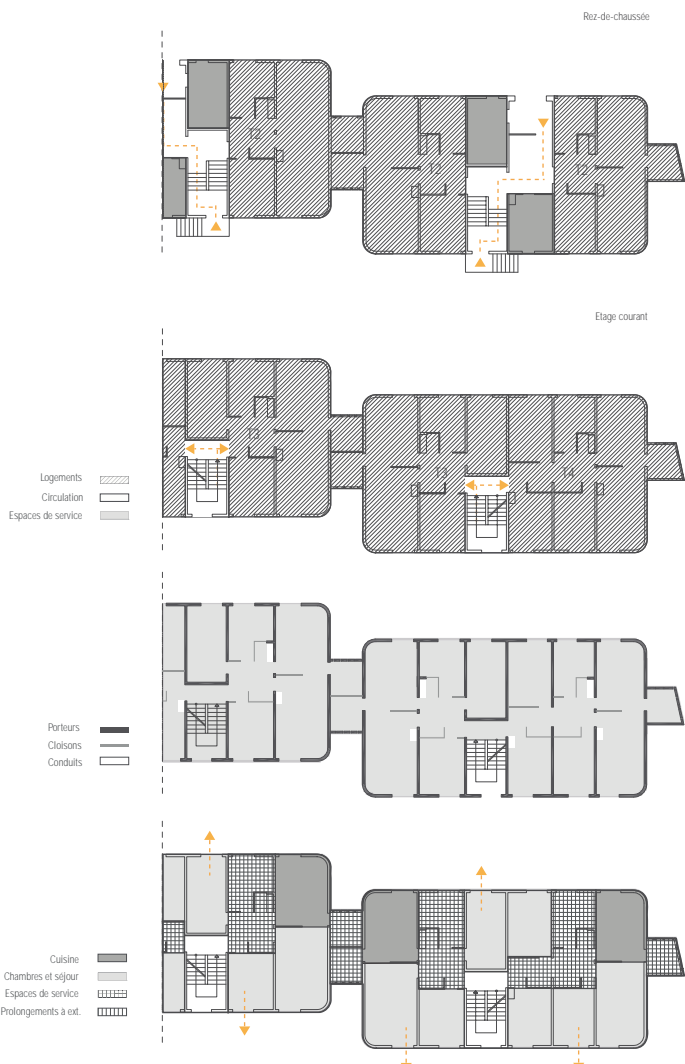 Rez-de-chaussée
T2
T2
T2
Etage courant
T3
T3
T4
Logements
Circulation
Espaces de service
Porteurs
Cloisons
Conduits
Cuisine
Chambres et séjour
Espaces de service
Prolongements à ext.